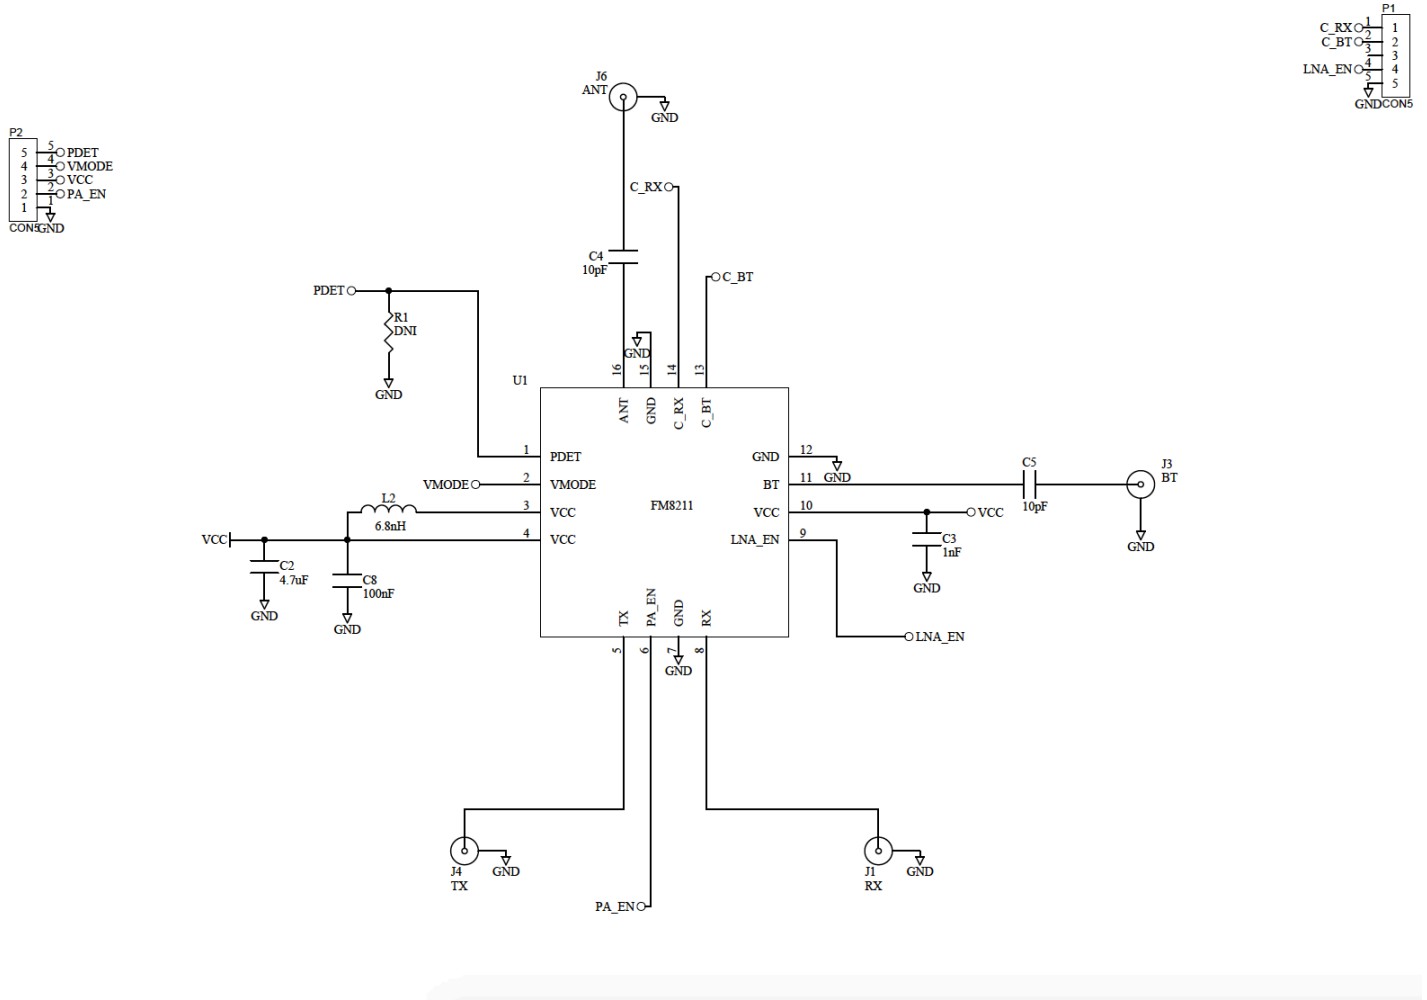 P1
C_RX 1 1
C_BT 2 2
3 3
LNA_EN 4 4
5 5
GND CON5
J6
ANT
GND
P2
5 5 PDET
4 4 VMODE
3 3 VCC
2 2 PA_EN
1 1
CON5 GND
C_RX
C4
10pF
C_BT
PDET
R1
DNI
GND
GND
16 15 14 13
U1
ANT GND C_RX C_BT
1 PDET
GND 12
GND
VMODE 2 VMODE
BT 11
C5
10pF
J3
BT
GND
FM8211
L2
6.8nH
3 VCC
VCC 10
VCC
VCC
4 VCC
LNA_EN 9
C3
1nF
GND
C2
4.7uF
GND
C8
100nF
GND
TX PA_EN GND RX
5 6 7 8
GND
LNA_EN
J4
TX
GND
J1
RX
GND
PA_EN